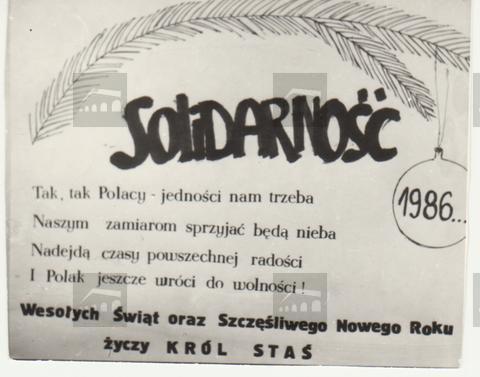 SOLIDARNOŚĆ
Tak, tak Polacy - jedności nam trzeba
Naszym zamiarom sprzyjać będą nieba
Nadejdą czasy powszechnej radości
I Polak jeszcze wróci do wolności!
1986...
Wesołych Świąt oraz Szczęśliwego Nowego Roku
życzy KRÓL STAŚ